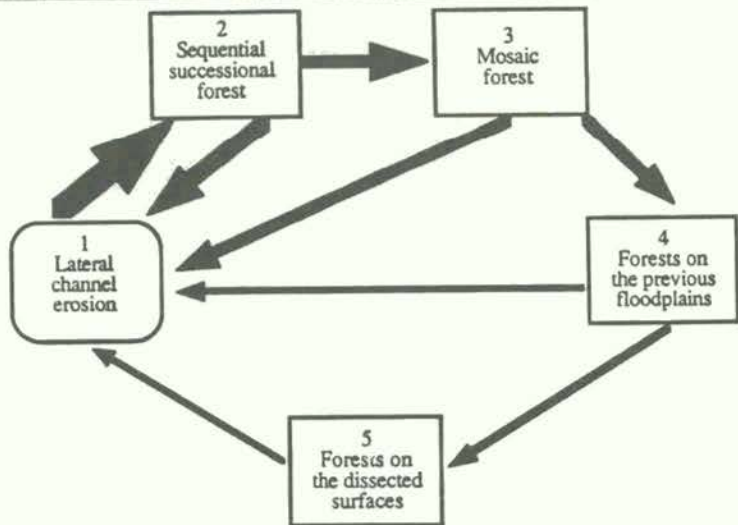 2
Sequential
successional
forest
3
Mosaic
forest
1
Lateral
channel
erosion
4
Forests on
the previous
floodplains
5
Forests on
the dissected
surfaces